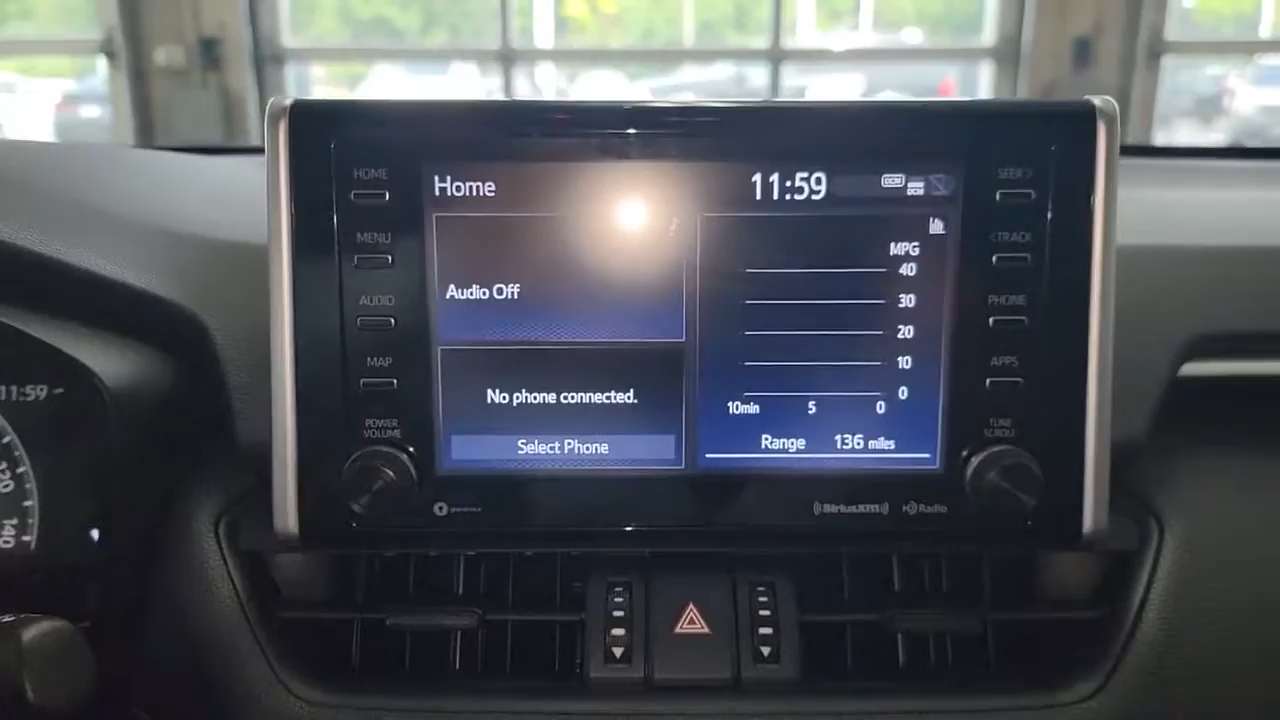 HOME
MENU
AUDIO
MAP
POWER
VOLUME
Home
11:59
DCM
DCM
Audio Off
No phone connected.
Select Phone
MPG
40
30
20
10
0
10min 5 0
Range 136 miles
SEEK >
< TRACK
PHONE
APPS
TUNE
SCROLL
((SiriusXM))
HD Radio
11:59
120
140